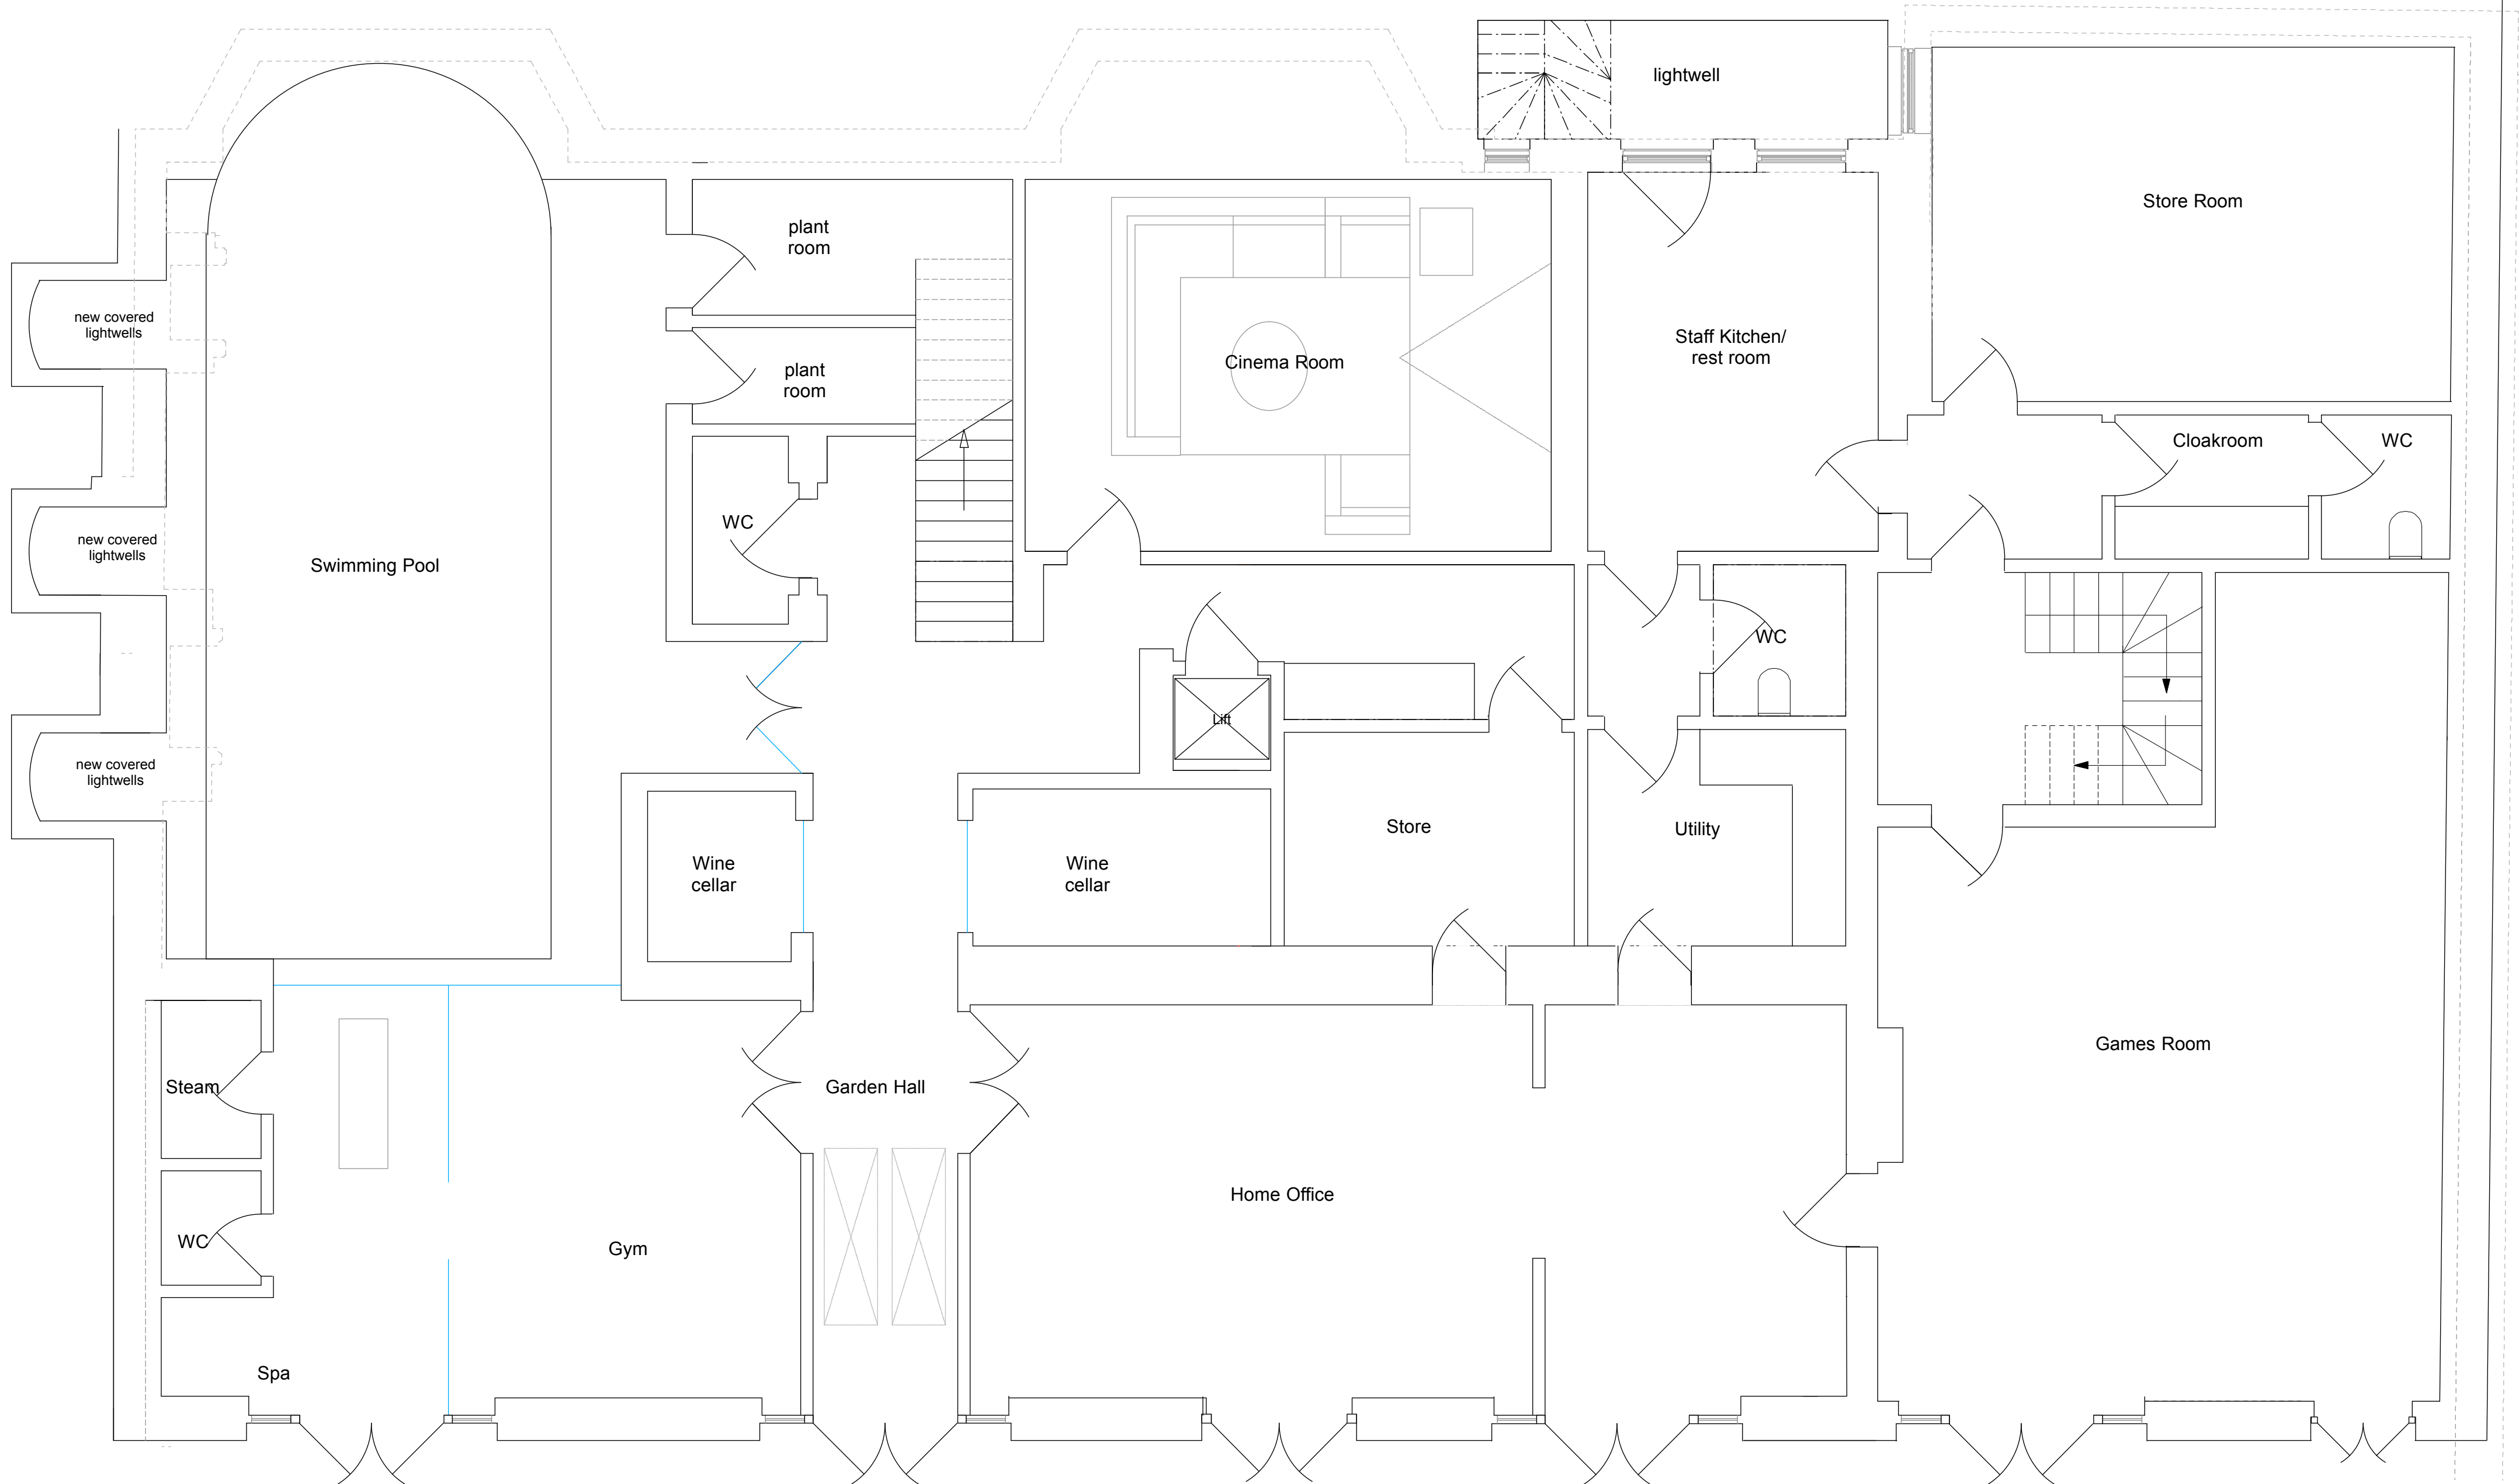 lightwell
Store Room
plant
room
new covered
lightwells
Staff Kitchen/
rest room
Cinema Room
plant
room
Cloakroom
WC
WC
new covered
lightwells
Swimming Pool
WC
Lift
new covered
lightwells
Store
Utility
Wine
cellar
Wine
cellar
Games Room
Steam
Garden Hall
Home Office
WC
Gym
Spa